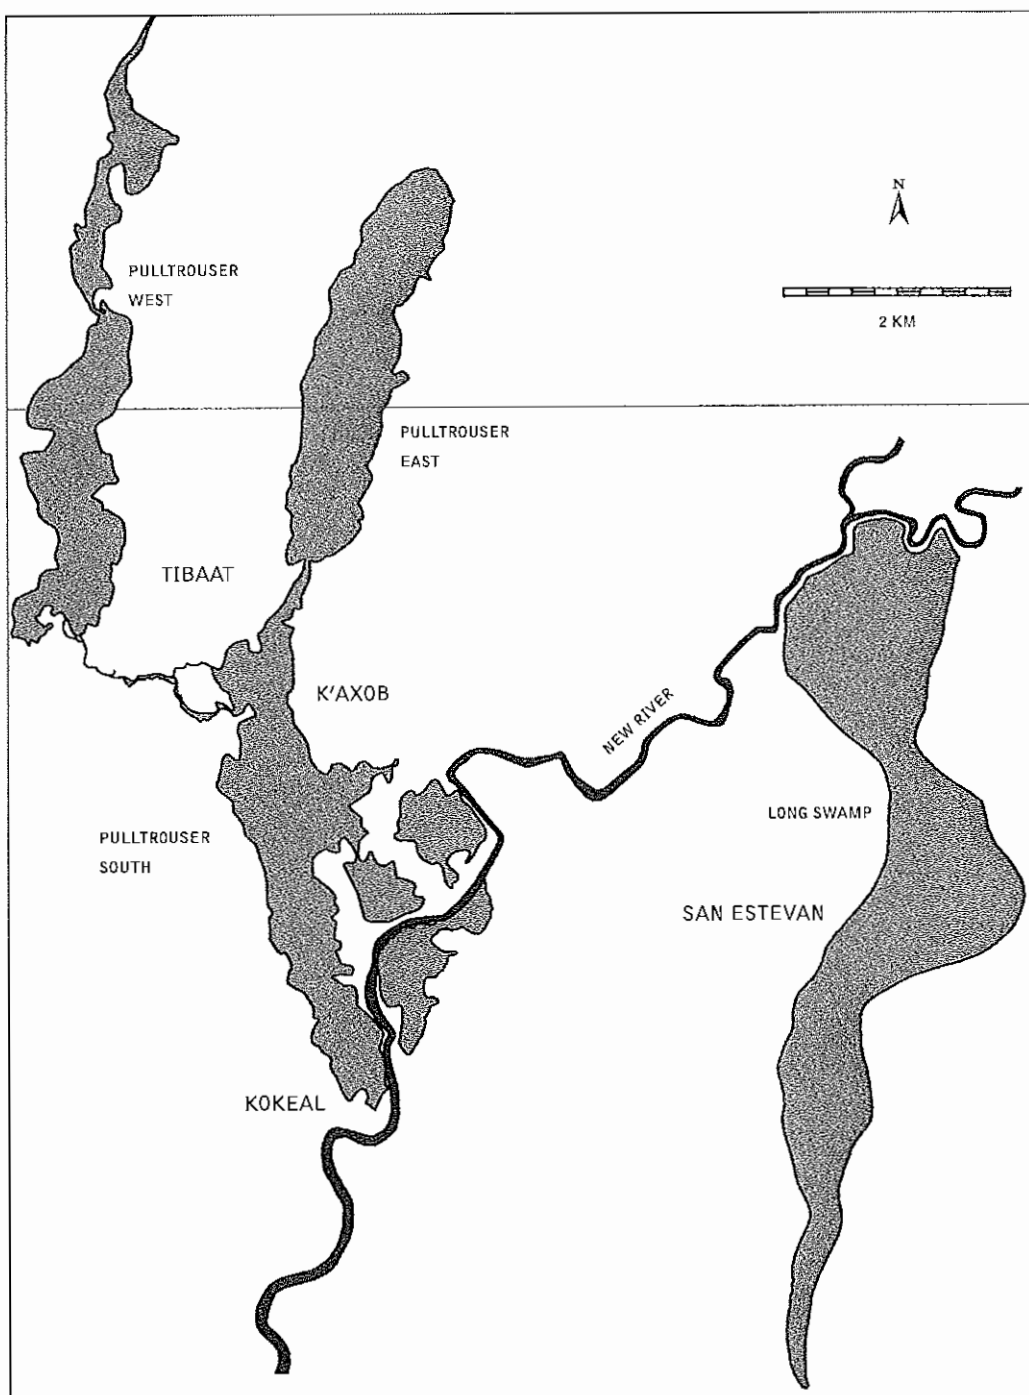 N
PULLTROUSER
WEST
2 KM
PULLTROUSER
EAST
TIBAAT
K'AXOB
NEW RIVER
PULLTROUSER
SOUTH
LONG SWAMP
SAN ESTEVAN
KOKEAL